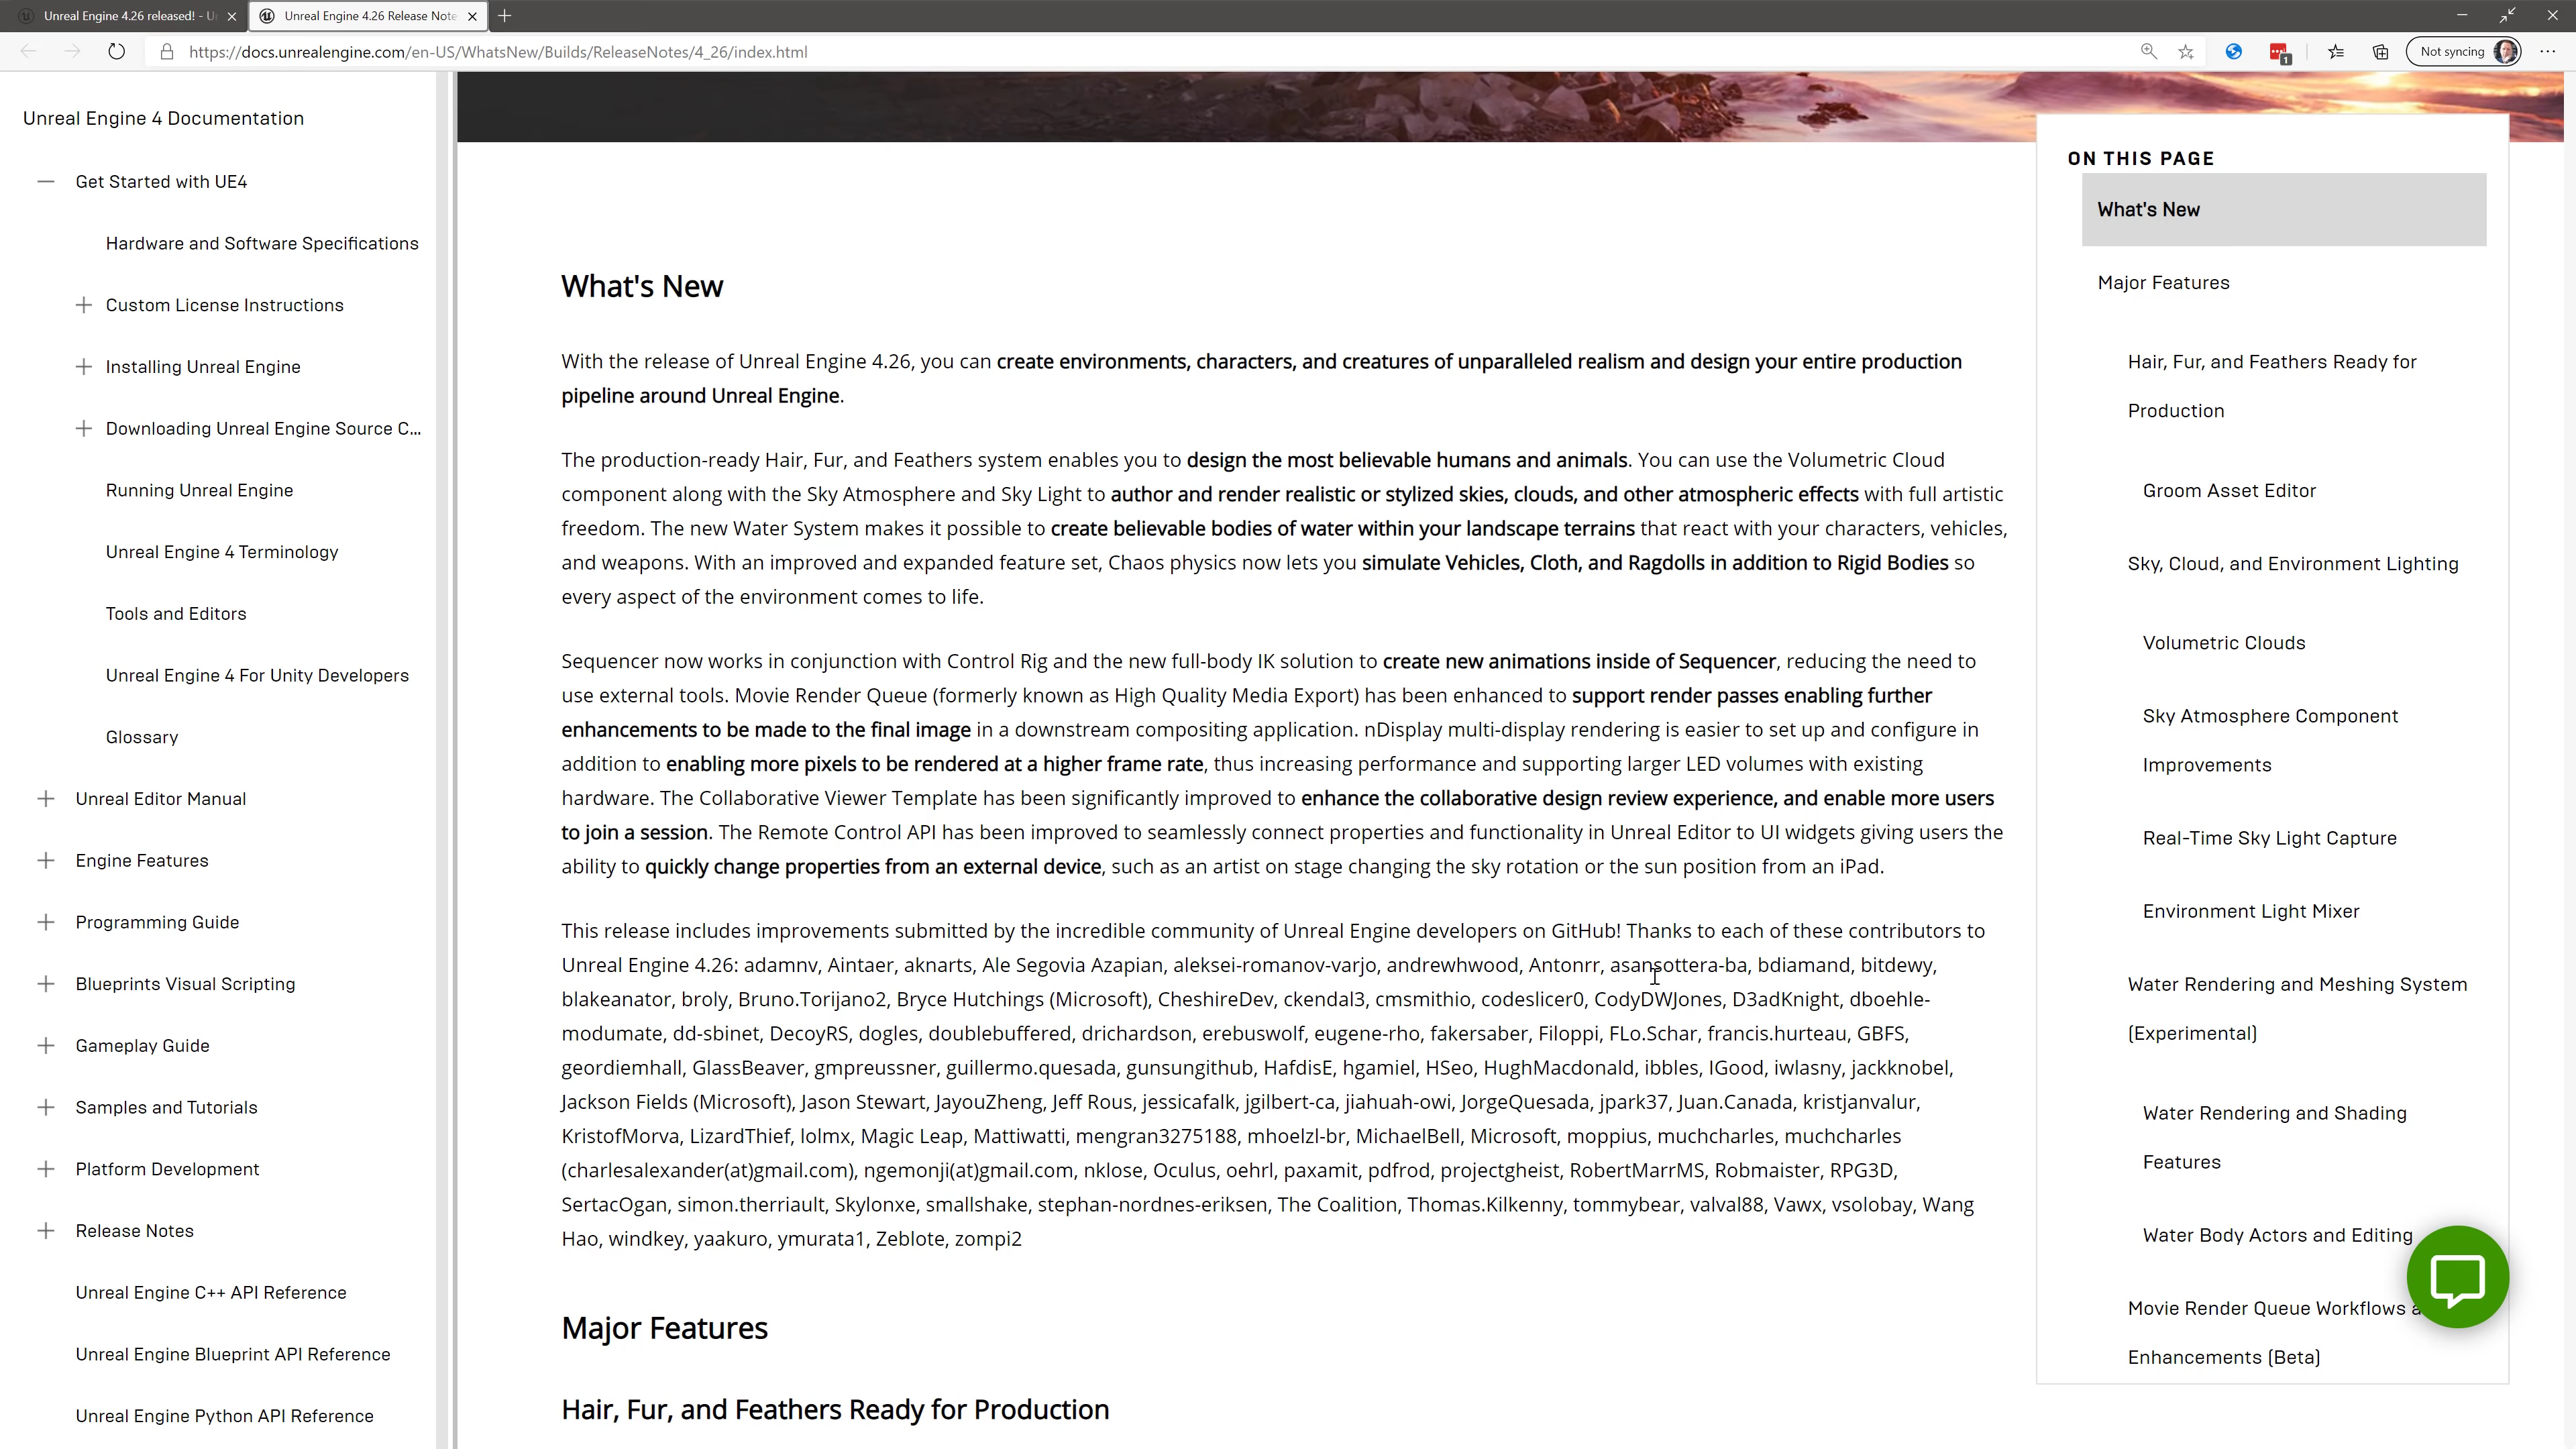 Unreal Engine 4.26 released! - U
Unreal Engine 4.26 Release Note
https://docs.unrealengine.com/en-US/WhatsNew/Builds/ReleaseNotes/4_26/index.html
1
Not syncing
Unreal Engine 4 Documentation
Get Started with UE4
Hardware and Software Specifications
Custom License Instructions
Installing Unreal Engine
Downloading Unreal Engine Source C...
Running Unreal Engine
Unreal Engine 4 Terminology
Tools and Editors
Unreal Engine 4 For Unity Developers
Glossary
Unreal Editor Manual
Engine Features
Programming Guide
Blueprints Visual Scripting
Gameplay Guide
Samples and Tutorials
Platform Development
Release Notes
Unreal Engine C++ API Reference
Unreal Engine Blueprint API Reference
Unreal Engine Python API Reference
What's New
With the release of Unreal Engine 4.26, you can create environments, characters, and creatures of unparalleled realism and design your entire production
pipeline around Unreal Engine.
The production-ready Hair, Fur, and Feathers system enables you to design the most believable humans and animals. You can use the Volumetric Cloud
component along with the Sky Atmosphere and Sky Light to author and render realistic or stylized skies, clouds, and other atmospheric effects with full artistic
freedom. The new Water System makes it possible to create believable bodies of water within your landscape terrains that react with your characters, vehicles,
and weapons. With an improved and expanded feature set, Chaos physics now lets you simulate Vehicles, Cloth, and Ragdolls in addition to Rigid Bodies so
every aspect of the environment comes to life.
Sequencer now works in conjunction with Control Rig and the new full-body IK solution to create new animations inside of Sequencer, reducing the need to
use external tools. Movie Render Queue (formerly known as High Quality Media Export) has been enhanced to support render passes enabling further
enhancements to be made to the final image in a downstream compositing application. nDisplay multi-display rendering is easier to set up and configure in
addition to enabling more pixels to be rendered at a higher frame rate, thus increasing performance and supporting larger LED volumes with existing
hardware. The Collaborative Viewer Template has been significantly improved to enhance the collaborative design review experience, and enable more users
to join a session. The Remote Control API has been improved to seamlessly connect properties and functionality in Unreal Editor to UI widgets giving users the
ability to quickly change properties from an external device, such as an artist on stage changing the sky rotation or the sun position from an iPad.
This release includes improvements submitted by the incredible community of Unreal Engine developers on GitHub! Thanks to each of these contributors to
Unreal Engine 4.26: adamnv, Aintaer, aknarts, Ale Segovia Azapian, aleksei-romanov-varjo, andrewhwood, Antonrr, asansottera-ba, bdiamand, bitdewy,
blakeanator, broly, Bruno.Torijano2, Bryce Hutchings (Microsoft), CheshireDev, ckendal3, cmsmithio, codeslicer0, CodyDWJones, D3adKnight, dboehle-
modumate, dd-sbinet, DecoyRS, dogles, doublebuffered, drichardson, erebuswolf, eugene-rho, fakersaber, Filoppi, FLo.Schar, francis.hurteau, GBFS,
geordiemhall, GlassBeaver, gmpreussner, guillermo.quesada, gunsungithub, HafdisE, hgamiel, HSeo, HughMacdonald, ibbles, IGood, iwlasny, jackknobel,
Jackson Fields (Microsoft), Jason Stewart, JayouZheng, Jeff Rous, jessicafalk, jgilbert-ca, jiahuah-owi, JorgeQuesada, jpark37, Juan.Canada, kristjanvalur,
KristofMorva, LizardThief, lolmx, Magic Leap, Mattiwatti, mengran3275188, mhoelzl-br, MichaelBell, Microsoft, moppius, muchcharles, muchcharles
(charlesalexander(at)gmail.com), ngemonji(at)gmail.com, nklose, Oculus, oehrl, paxamit, pdfrod, projectgheist, RobertMarrMS, Robmaister, RPG3D,
SertacOgan, simon.therriault, Skylonxe, smallshake, stephan-nordnes-eriksen, The Coalition, Thomas.Kilkenny, tommybear, valval88, Vawx, vsolobay, Wang
Hao, windkey, yaakuro, ymurata1, Zeblote, zompi2
Major Features
Hair, Fur, and Feathers Ready for Production
ON THIS PAGE
What's New
Major Features
Hair, Fur, and Feathers Ready for
Production
Groom Asset Editor
Sky, Cloud, and Environment Lighting
Volumetric Clouds
Sky Atmosphere Component
Improvements
Real-Time Sky Light Capture
Environment Light Mixer
Water Rendering and Meshing System
(Experimental)
Water Rendering and Shading
Features
Water Body Actors and Editing
Movie Render Queue Workflows a
Enhancements (Beta)